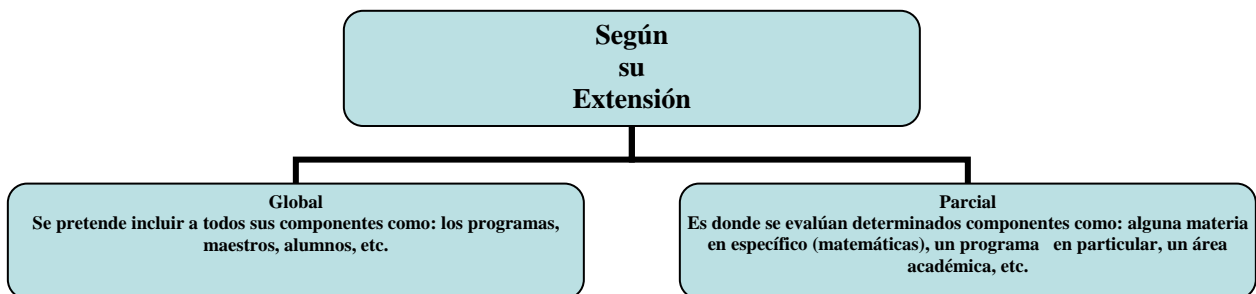 Según
su
Extensión
Global
Se pretende incluir a todos sus componentes como: los programas,
maestros, alumnos, etc.
Parcial
Es donde se evalúan determinados componentes como: alguna materia
en específico (matemáticas), un programa en particular, un área
académica, etc.